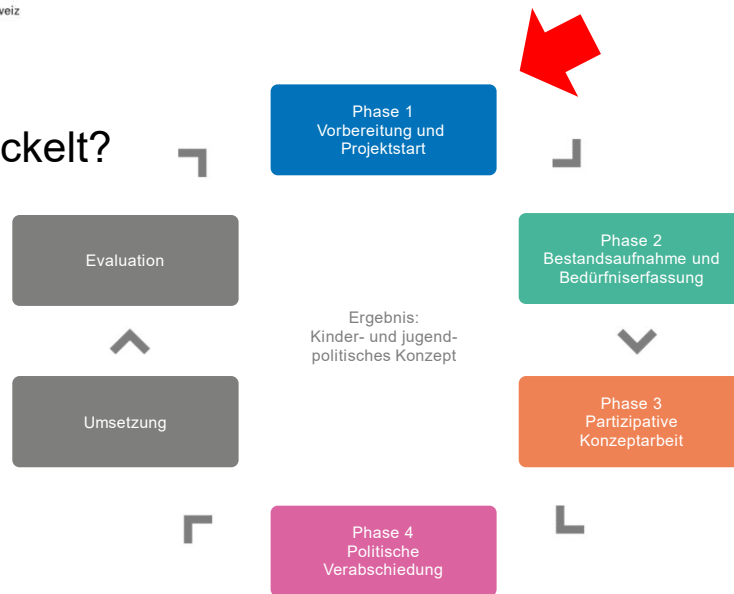 veiz
ckelt?
Phase 1
Vorbereitung und
Projektstart
Evaluation
Phase 2
Bestandsaufnahme und
Bedürfniserfassung
Ergebnis:
Kinder- und jugend-
politisches Konzept
Umsetzung
Phase 3
Partizipative
Konzeptarbeit
Phase 4
Politische
Verabschiedung